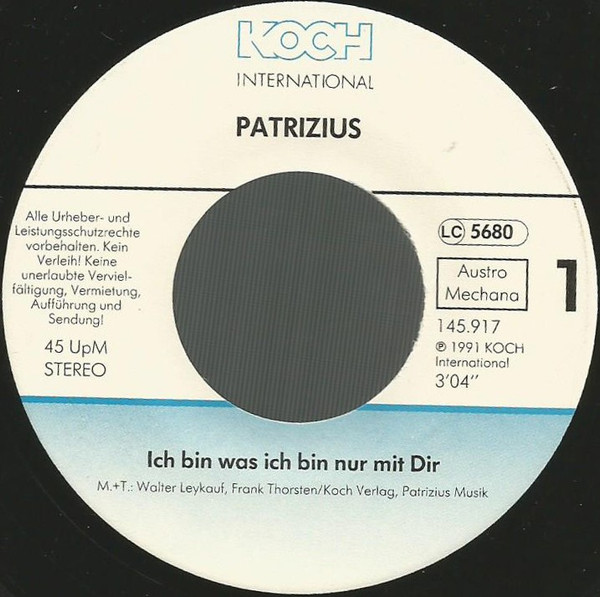 KOCH
INTERNATIONAL
PATRIZIUS
Alle Urheber- und
Leistungsschutzrechte
vorbehalten. Kein
Verleih! Keine
unerlaubte Verviel-
fältigung, Vermietung,
Aufführung und
Sendung!
45 UpM
STEREO
LC 5680
Austro
Mechana
1
145.917
℗ 1991 KOCH
International
3'04"
Ich bin was ich bin nur mit Dir
M.+T.: Walter Leykauf, Frank Thorsten/Koch Verlag, Patrizius Musik